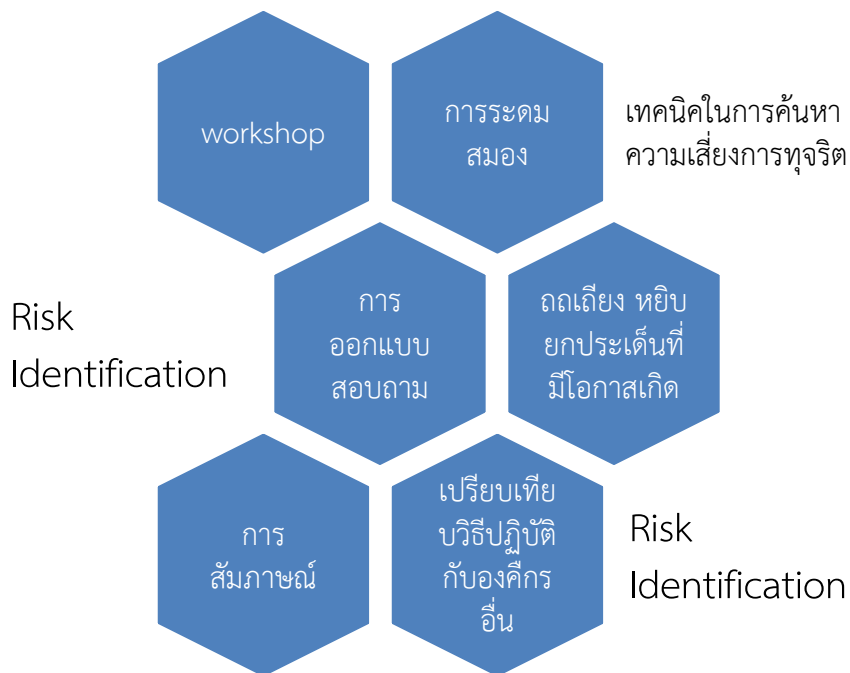 workshop
การระดม
สมอง
เทคนิคในการค้นหา
ความเสี่ยงการทุจริต
Risk
Identification
การ
ออกแบบ
สอบถาม
ถกเถียง หยิบ
ยกประเด็นที่
มีโอกาสเกิด
การ
สัมภาษณ์
เปรียบเทีย
บวิธีปฏิบัติ
กับองค์กร
อื่น
Risk
Identification